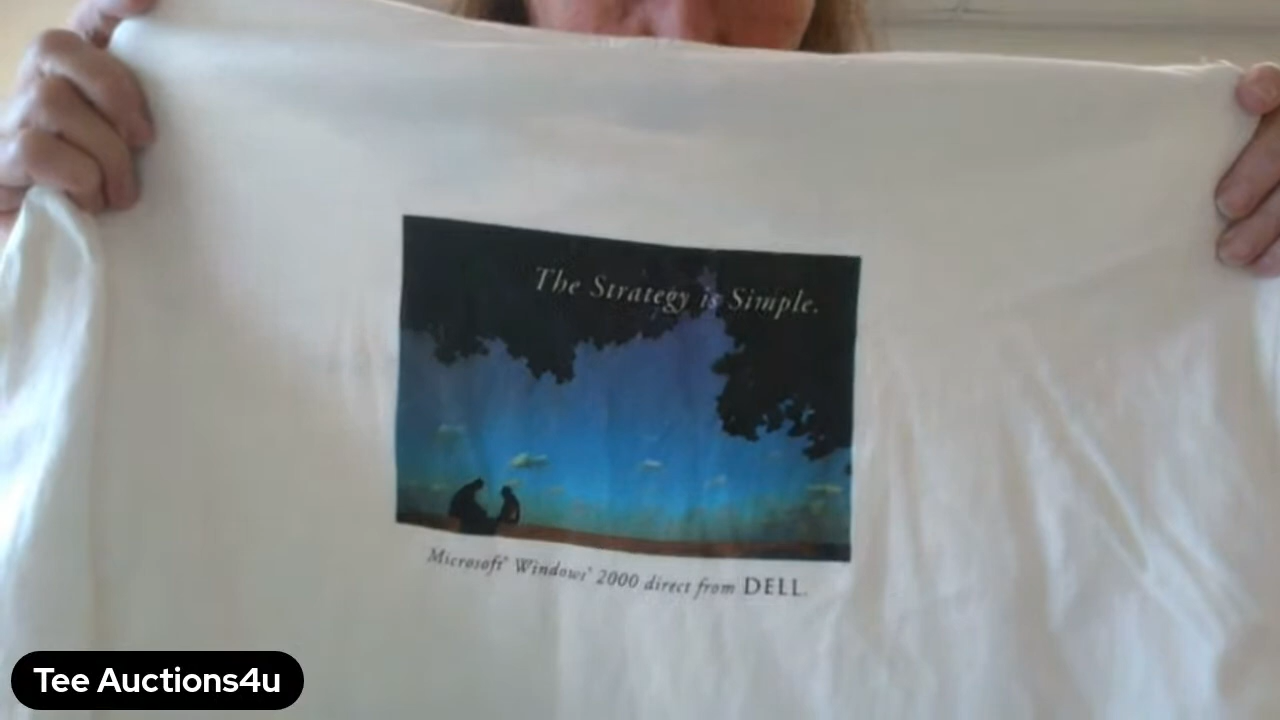 The Strategy is Simple.
Microsoft® Windows® 2000 direct from DELL.
Tee Auctions4u